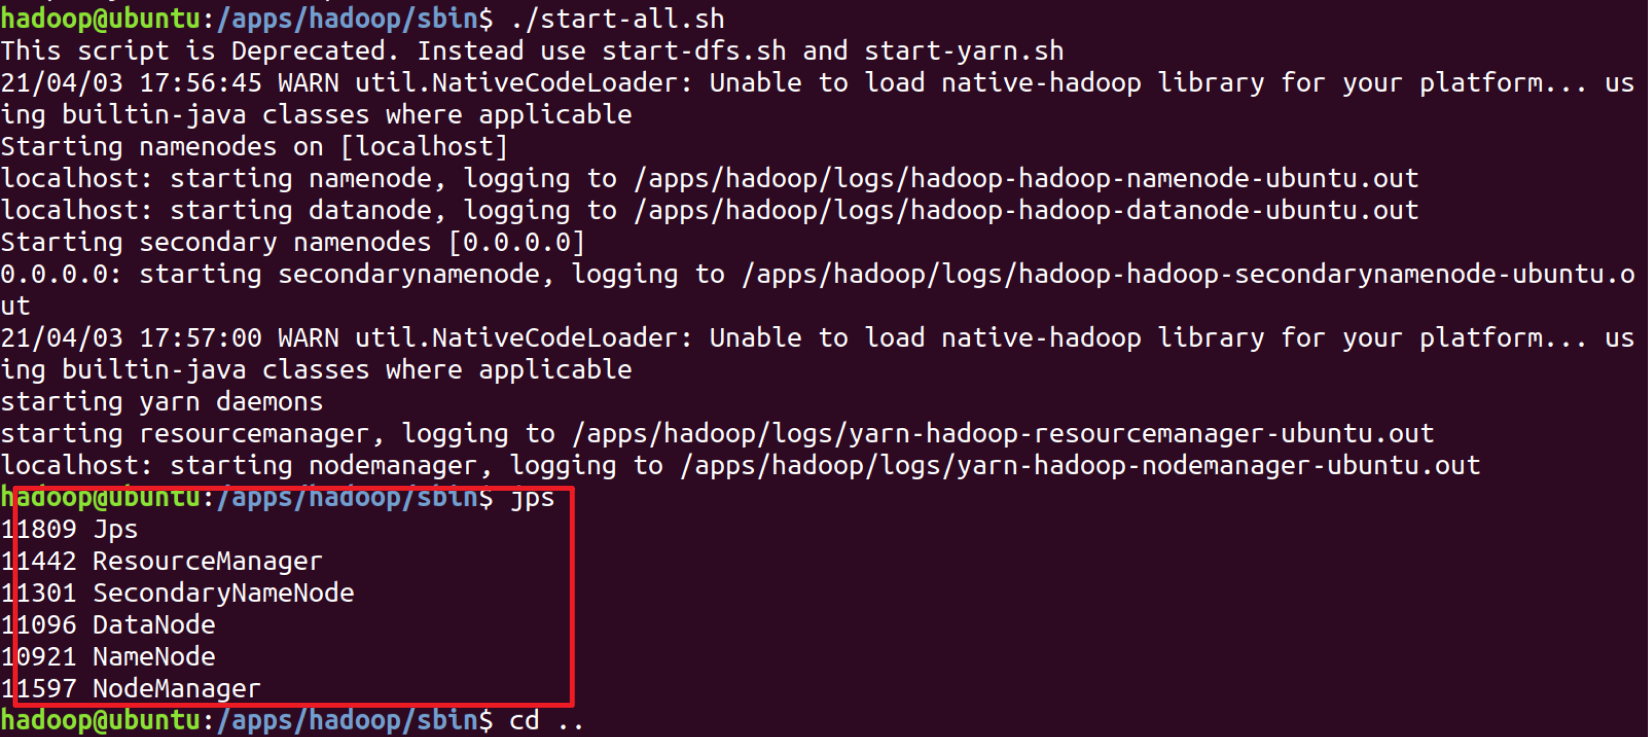 hadoop@ubuntu:/apps/hadoop/sbin$ ./start-all.sh
This script is Deprecated. Instead use start-dfs.sh and start-yarn.sh
21/04/03 17:56:45 WARN util.NativeCodeLoader: Unable to load native-hadoop library for your platform... us
ing builtin-java classes where applicable
Starting namenodes on [localhost]
localhost: starting namenode, logging to /apps/hadoop/logs/hadoop-hadoop-namenode-ubuntu.out
localhost: starting datanode, logging to /apps/hadoop/logs/hadoop-hadoop-datanode-ubuntu.out
Starting secondary namenodes [0.0.0.0]
0.0.0.0: starting secondarynamenode, logging to /apps/hadoop/logs/hadoop-hadoop-secondarynamenode-ubuntu.o
ut
21/04/03 17:57:00 WARN util.NativeCodeLoader: Unable to load native-hadoop library for your platform... us
ing builtin-java classes where applicable
starting yarn daemons
starting resourcemanager, logging to /apps/hadoop/logs/yarn-hadoop-resourcemanager-ubuntu.out
localhost: starting nodemanager, logging to /apps/hadoop/logs/yarn-hadoop-nodemanager-ubuntu.out
hadoop@ubuntu:/apps/hadoop/sbin$ jps
11809 Jps
11442 ResourceManager
11301 SecondaryNameNode
11096 DataNode
10921 NameNode
11597 NodeManager
hadoop@ubuntu:/apps/hadoop/sbin$ cd ..